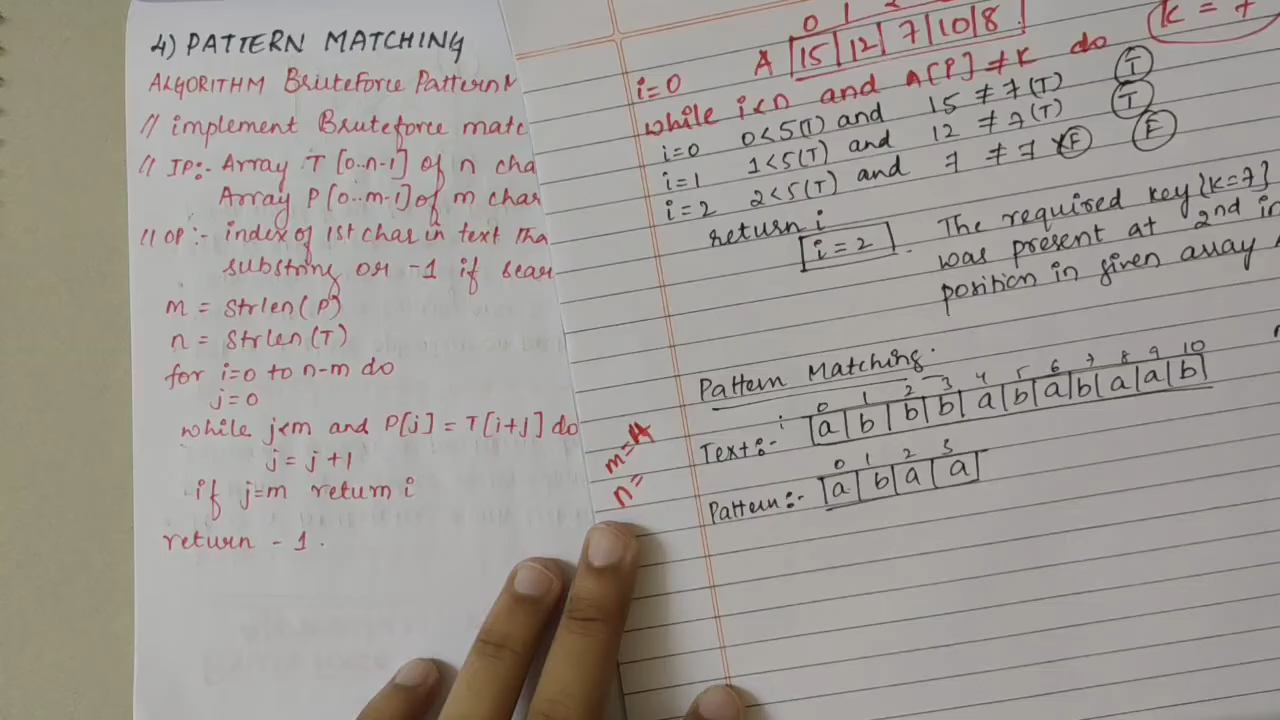 4) PATTERN MATCHING
ALGORITHM Bruteforce Pattern
// implement Bruteforce matc
// IP:- Array T [0..n-1] of n cha
Array P [0..m-1] of m char
// OP :- index of 1st char in text tha
substring or -1 if sear
m = Strlen(P)
n = Strlen(T)
for i=0 to n-m do
j=0
while j<m and P[j] = T[i+j] do
j = j+1
if j=m return i
return -1.
0 1
A 15 12 7 10 8
k = 7
i=0
while i<n and A[P] ≠ K do
i=0 0<5(T) and 15 ≠ 7(T) T
i=1 1<5(T) and 12 ≠ 7(T) T
i=2 2<5(T) and 7 ≠ 7 F F
return i
i = 2. The required key {k=7}
was present at 2nd in
position in given array
Pattern Matching.
i 0 1 2 3 4 5 6 7 8 9 10
Text:- a b b b a b a b a a b
m=4
n=
0 1 2 3
Pattern:- a b a a